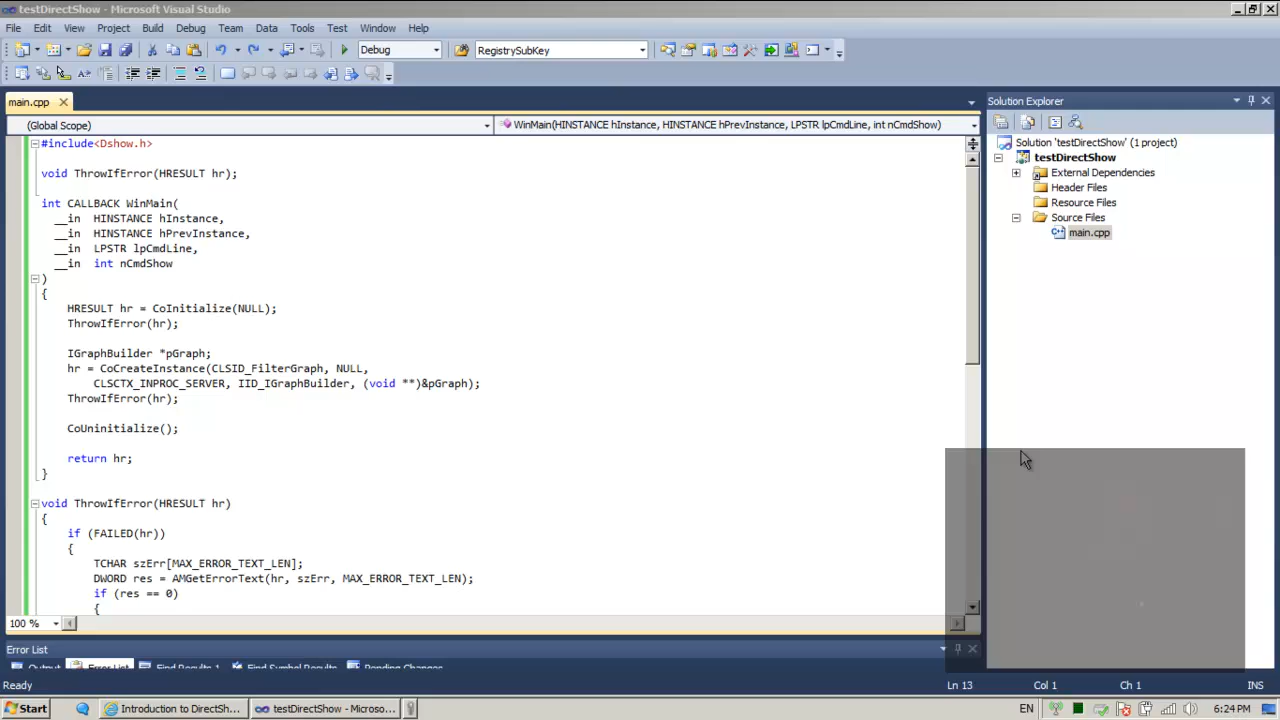 testDirectShow - Microsoft Visual Studio
File Edit View Project Build Debug Team Data Tools Test Window Help
Debug RegistrySubKey
main.cpp
Solution Explorer
(Global Scope) WinMain(HINSTANCE hInstance, HINSTANCE hPrevInstance, LPSTR lpCmdLine, int nCmdShow)
#include<Dshow.h>
void ThrowIfError(HRESULT hr);
int CALLBACK WinMain(
__in HINSTANCE hInstance,
__in HINSTANCE hPrevInstance,
__in LPSTR lpCmdLine,
__in int nCmdShow
)
{
HRESULT hr = CoInitialize(NULL);
ThrowIfError(hr);
IGraphBuilder *pGraph;
hr = CoCreateInstance(CLSID_FilterGraph, NULL,
CLSCTX_INPROC_SERVER, IID_IGraphBuilder, (void **)&pGraph);
ThrowIfError(hr);
CoUninitialize();
return hr;
}
void ThrowIfError(HRESULT hr)
{
if (FAILED(hr))
{
TCHAR szErr[MAX_ERROR_TEXT_LEN];
DWORD res = AMGetErrorText(hr, szErr, MAX_ERROR_TEXT_LEN);
if (res == 0)
{
100 %
Solution 'testDirectShow' (1 project)
testDirectShow
External Dependencies
Header Files
Resource Files
Source Files
main.cpp
Error List
Output Error List Find Results 1 Find Symbol Results Pending Changes
Ready Ln 13 Col 1 Ch 1 INS
Start Introduction to DirectSh... testDirectShow - Microso... EN 6:24 PM